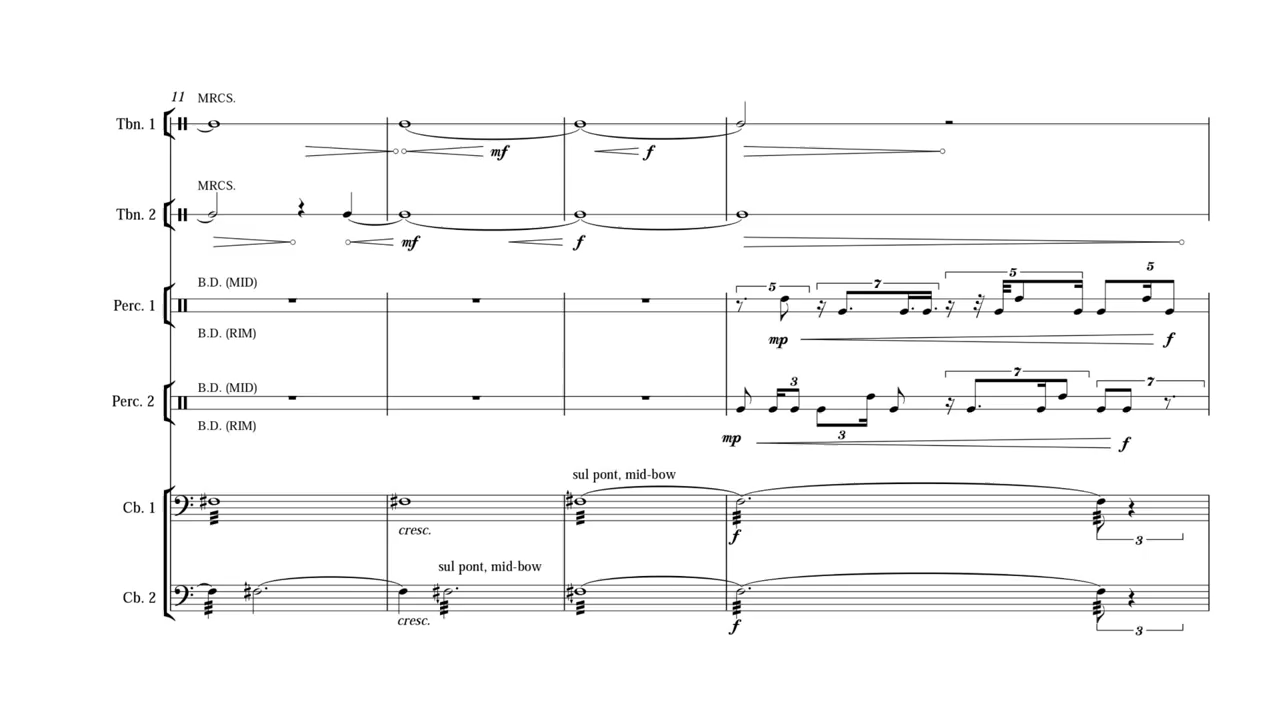 11 MRCS.
Tbn. 1
mf f
MRCS.
Tbn. 2
mf f
B.D. (MID) 5 7 5 5
Perc. 1
B.D. (RIM) mp f
B.D. (MID) 3 7 7
Perc. 2
B.D. (RIM) 3
mp f
sul pont, mid-bow
Cb. 1
cresc. f 3
sul pont, mid-bow
Cb. 2
cresc. f 3